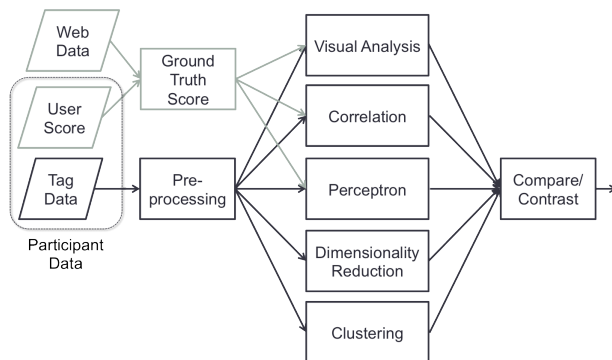 Web
Data
User
Score
Tag
Data
Participant
Data
Ground
Truth
Score
Pre-
processing
Visual Analysis
Correlation
Perceptron
Dimensionality
Reduction
Clustering
Compare/
Contrast